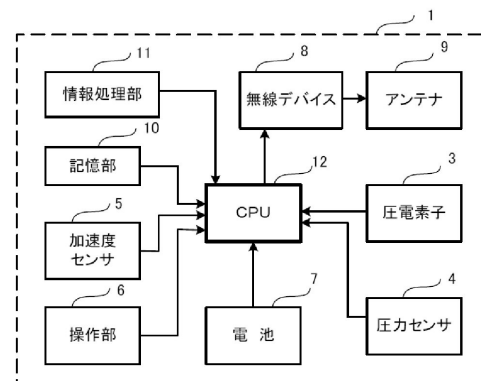 1
11
情報処理部
8
無線デバイス
9
アンテナ
10
記憶部
12
CPU
3
圧電素子
5
加速度
センサ
6
操作部
7
電 池
4
圧力センサ